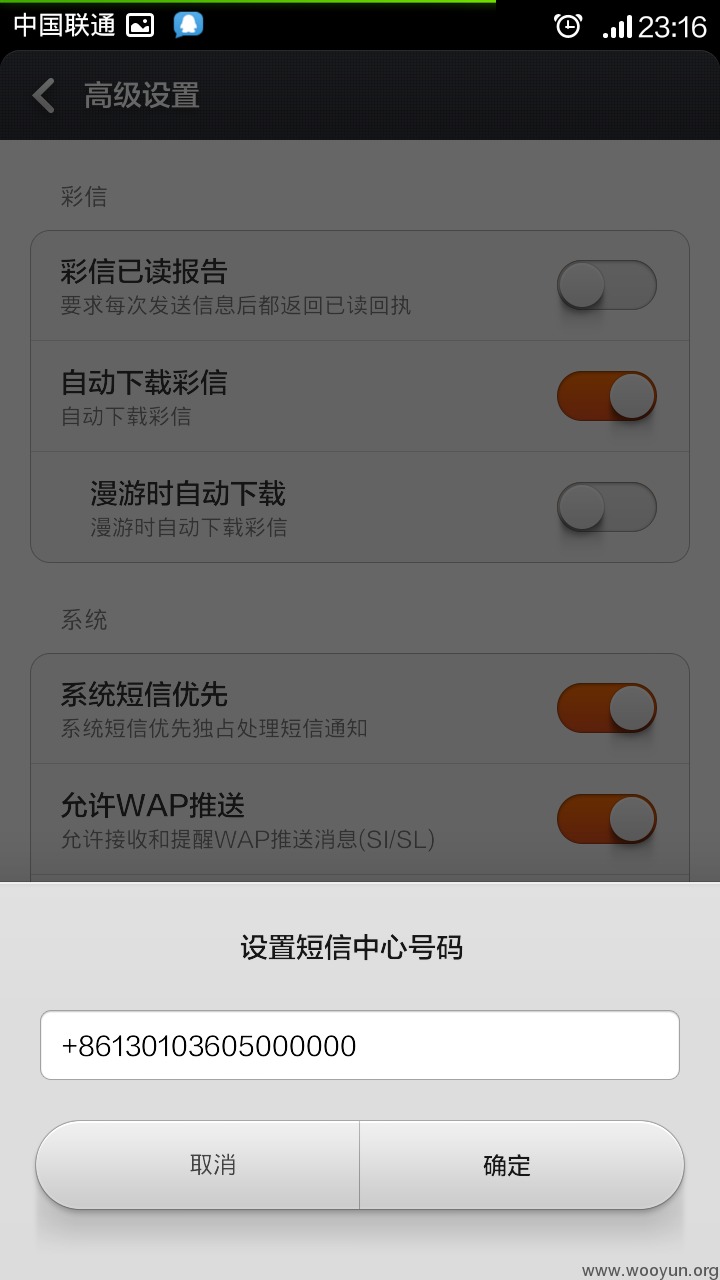 中国联通 23:16
高级设置
彩信
彩信已读报告
要求每次发送信息后都返回已读回执
自动下载彩信
自动下载彩信
漫游时自动下载
漫游时自动下载彩信
系统
系统短信优先
系统短信优先独占处理短信通知
允许WAP推送
允许接收和提醒WAP推送消息(SI/SL)
设置短信中心号码
+86130103605000000
取消 确定
www.wooyun.org